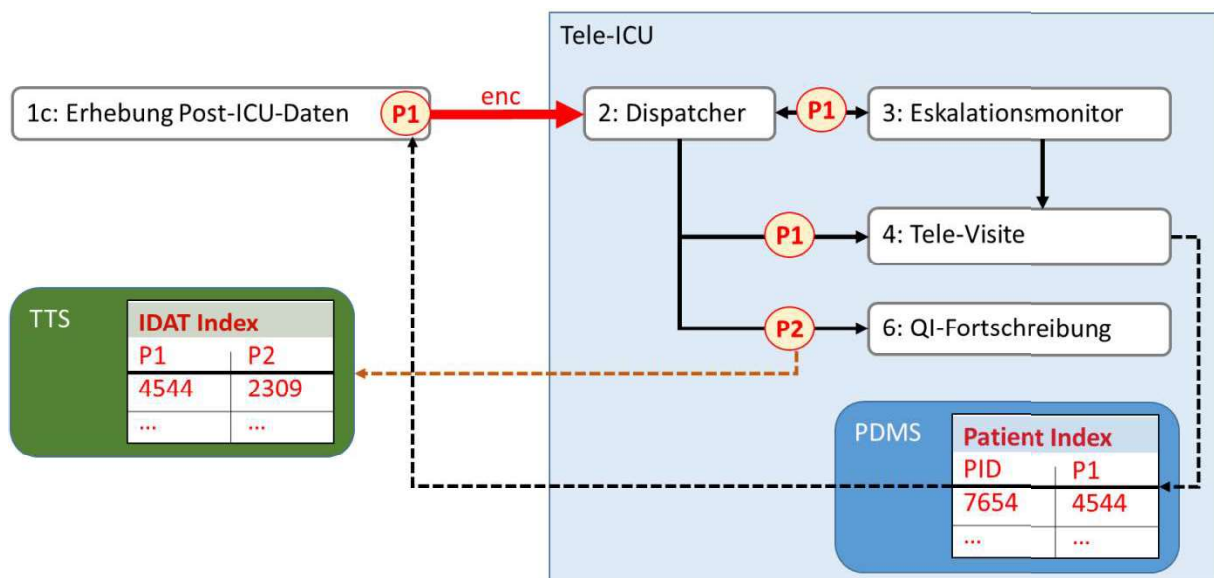 Tele-ICU
1c: Erhebung Post-ICU-Daten
P1
enc
2: Dispatcher
P1
3: Eskalationsmonitor
P1
4: Tele-Visite
P2
6: QI-Fortschreibung
TTS
IDAT Index
P1 P2
4544 2309
... ...
PDMS
Patient Index
PID P1
7654 4544
... ...